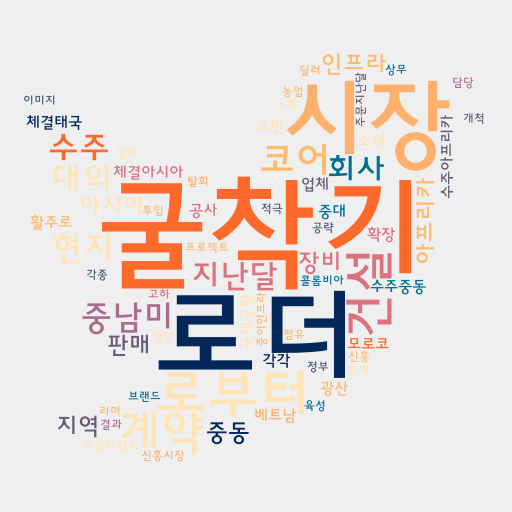 딜러
상무
인프라
담당
농업
이미지
시장
주문지난달
체결태국
오만
소재
개척
수주
코어
회사
수주아프리카
대의
체결아시아
탈회
업체
아프리카
아시아
굴착기
투입
공사
적극
중대
활주로
공략
확장
현지
프로젝트
장비
건설
각종
지난달
콜롬비아
수주중동
고하
로더
중남미
중이인프라
점유
판매
모로코
각각
신흥
정부
로부터
광산
브랜드
육성
라며
베트남
계약
지역
결과
중동
신흥시장